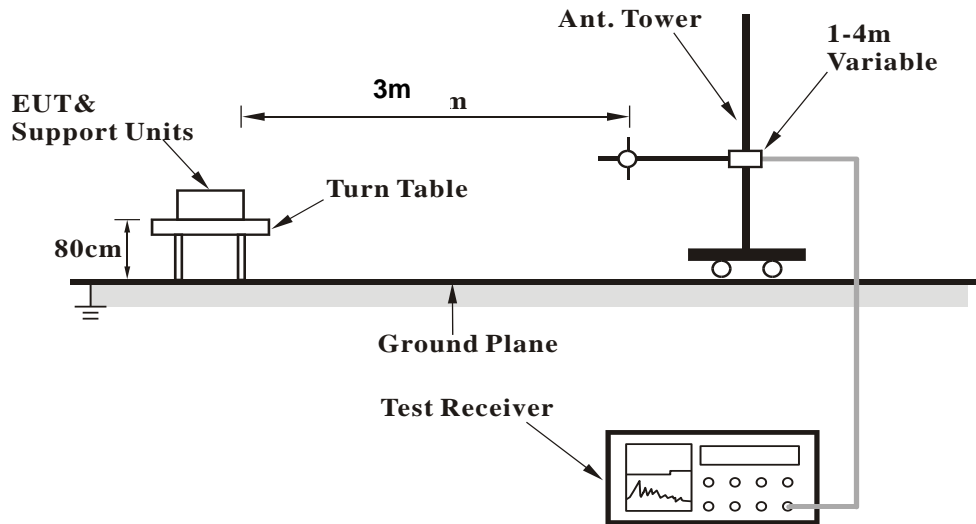 Ant. Tower
1-4m
Variable
3m
EUT&
Support Units
Turn Table
80cm
Ground Plane
Test Receiver